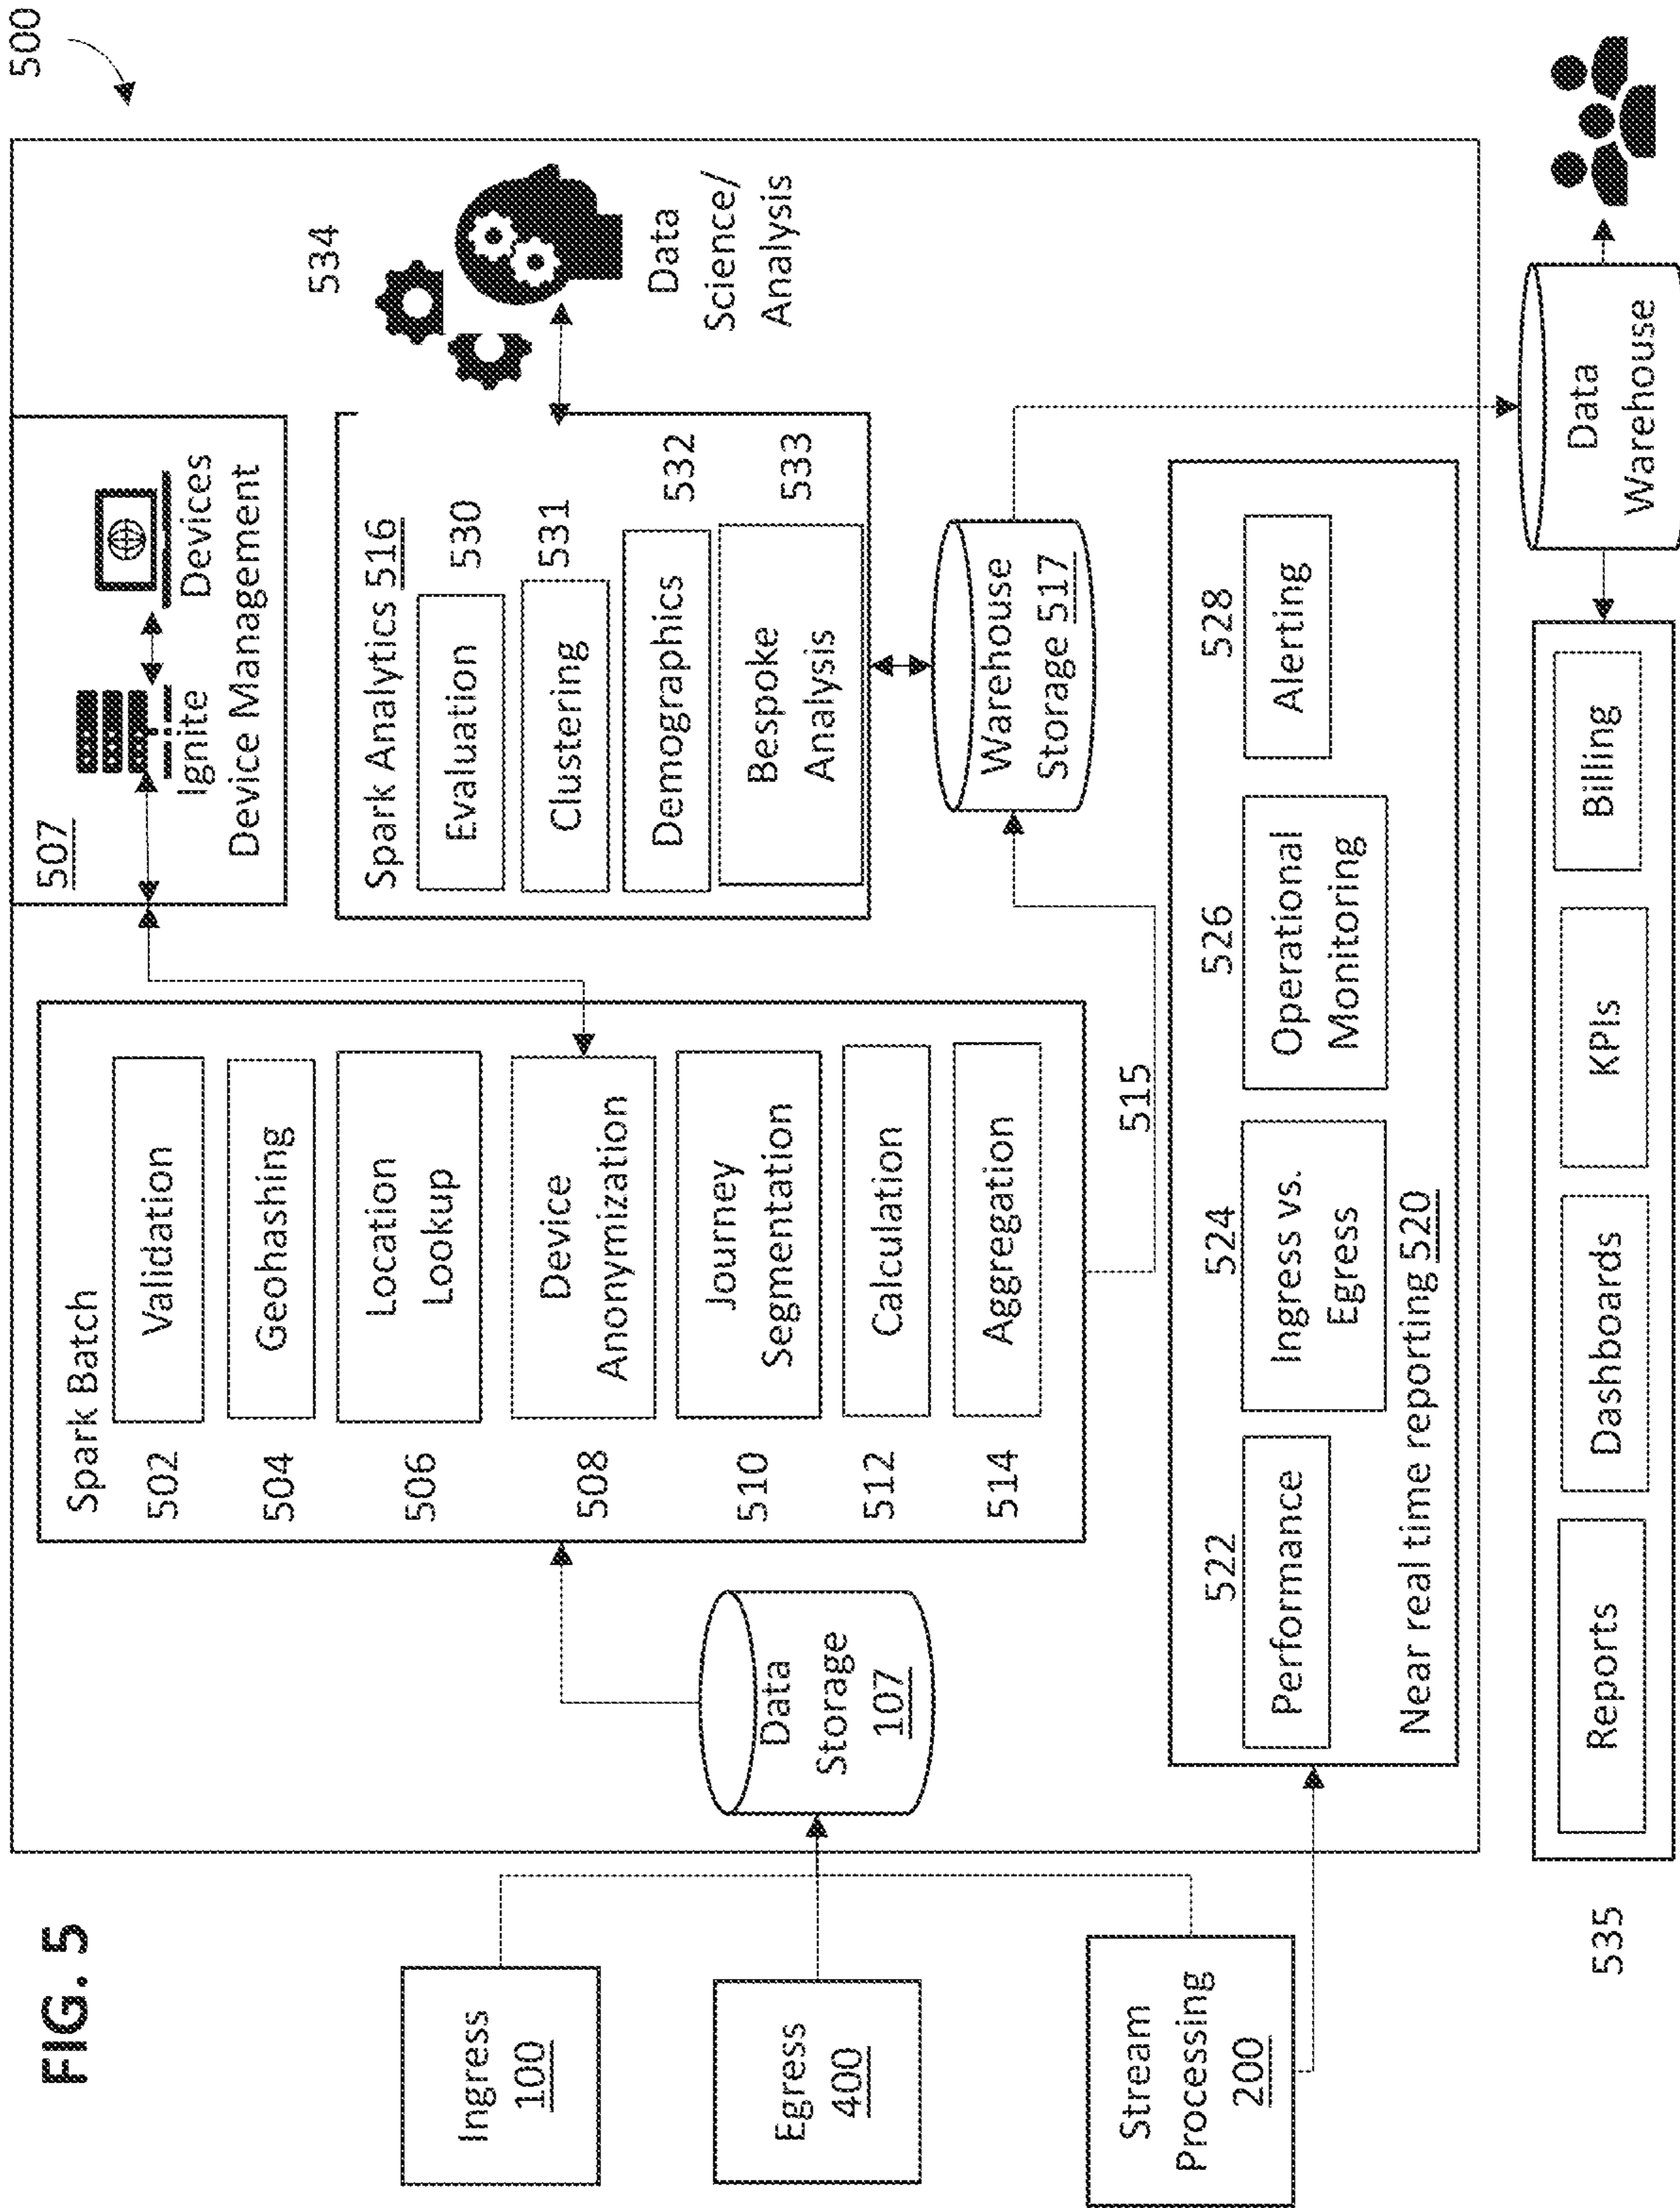 FIG. 5
500
Ingress
100
Egress
400
Stream
Processing
200
Data
Storage
107
Spark Batch
502
Validation
504
Geohashing
506
Location
Lookup
508
Device
Anonymization
510
Journey
Segmentation
512
Calculation
514
Aggregation
515
507
Ignite
Devices
Device Management
Spark Analytics 516
Evaluation
530
Clustering
531
Demographics
532
Bespoke
Analysis
533
534
Data
Science/
Analysis
Warehouse
Storage 517
522
Performance
524
Ingress vs.
Egress
526
Operational
Monitoring
528
Alerting
Near real time reporting 520
535
Reports
Dashboards
KPIs
Billing
Data
Warehouse